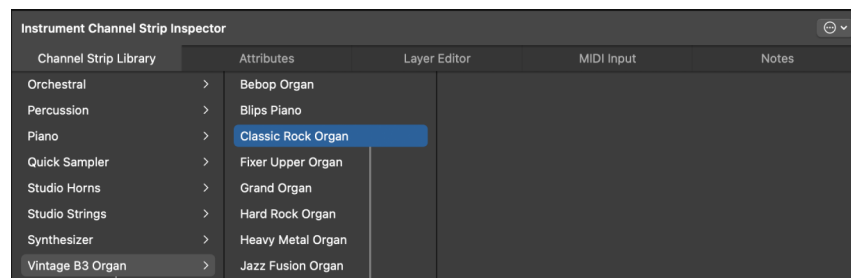 Instrument Channel Strip Inspector
Channel Strip Library Attributes Layer Editor MIDI Input Notes
Orchestral > Bebop Organ
Percussion > Blips Piano
Piano > Classic Rock Organ
Quick Sampler > Fixer Upper Organ
Studio Horns > Grand Organ
Studio Strings > Hard Rock Organ
Synthesizer > Heavy Metal Organ
Vintage B3 Organ > Jazz Fusion Organ